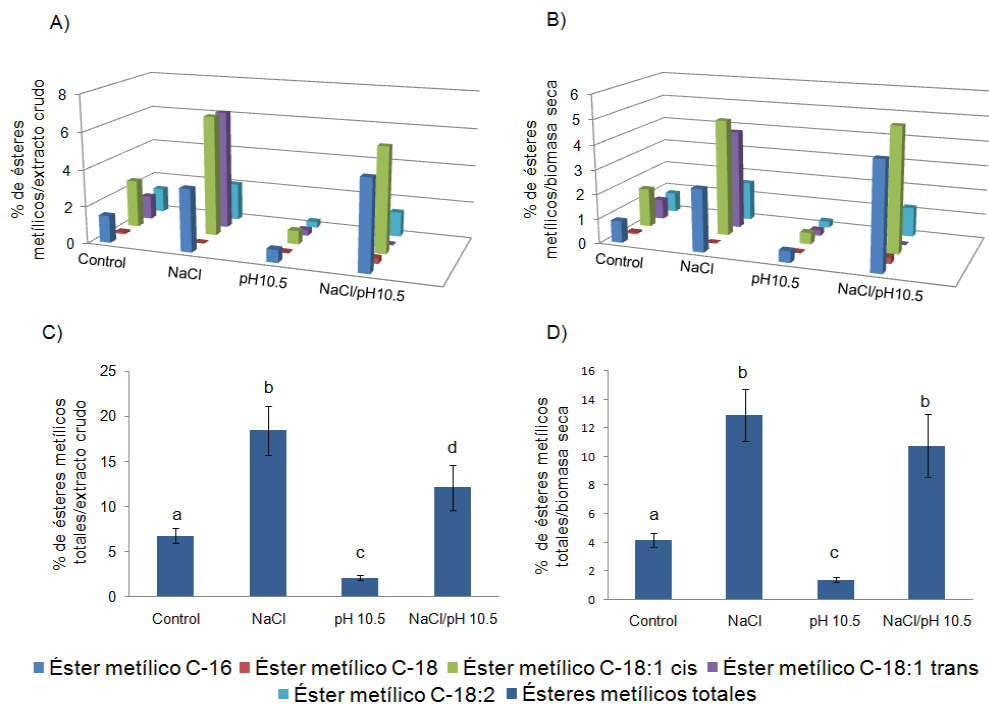 A)
% de ésteres
metílicos/extracto crudo
8
6
4
2
0
Control
NaCl
pH10.5
NaCl/pH10.5
B)
% de ésteres
metílicos/biomasa seca
6
5
4
3
2
1
0
Control
NaCl
pH10.5
NaCl/pH10.5
C)
% de ésteres metílicos
totales/extracto crudo
25
20
15
10
5
0
a
b
c
d
Control
NaCl
pH 10.5
NaCl/pH 10.5
D)
% de ésteres metílicos
totales/biomasa seca
16
14
12
10
8
6
4
2
0
a
b
c
b
Control
NaCl
pH 10.5
NaCl/pH 10.5
Éster metílico C-16 Éster metílico C-18 Éster metílico C-18:1 cis Éster metílico C-18:1 trans
Éster metílico C-18:2 Ésteres metílicos totales